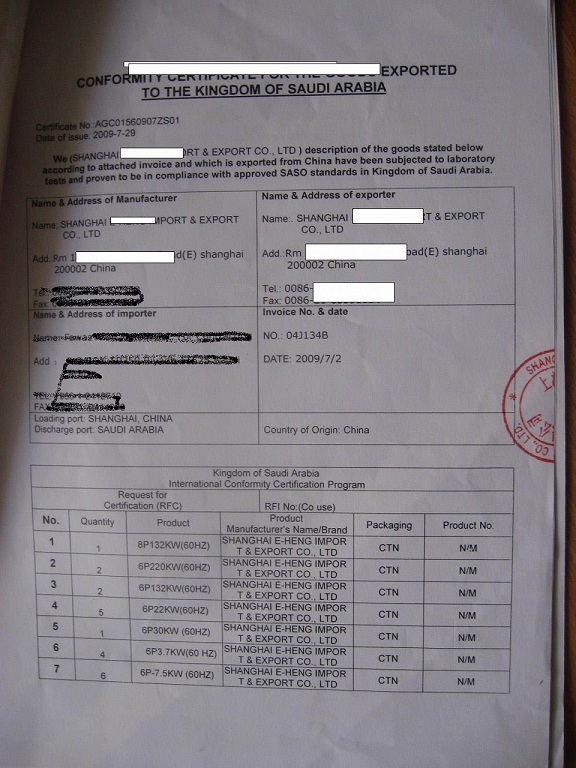 CONFORMITY CERTIFICATE FOR THE GOODS EXPORTED
TO THE KINGDOM OF SAUDI ARABIA
Certificate No.:AGC01560907ZS01
Date of issue: 2009-7-29
We (SHANGHAI RT & EXPORT CO., LTD ) description of the goods stated below
according to attached invoice and which is exported from China have been subjected to laboratory
tests and proven to be in compliance with approved SASO standards in Kingdom of Saudi Arabia.
Name & Address of Manufacturer
Name: SHANGHAI IMPORT & EXPORT
CO., LTD
Add.:Rm 1 d(E) shanghai
200002 China
Tel.:
Fax:
Name & Address of exporter
Name:. SHANGHAI T & EXPORT
CO., LTD
Add.:Rm oad(E) shanghai
200002 China
Tel.: 0086-
Fax: 0086-
Name & Address of importer
Name:
Add :
TEL:
FAX
Loading port: SHANGHAI, CHINA
Discharge port: SAUDI ARABIA
Invoice No. & date
NO.: 04J134B
DATE: 2009/7/2
Country of Origin: China
SHANG
CO., LTD.
Kingdom of Saudi Arabia
International Conformity Certification Program
Request for
Certification (RFC)
RFI No:(Co use)
No. Quantity Product Product
Manufacturer's Name/Brand Packaging Product No.
1 1 8P132KW(60HZ) SHANGHAI E-HENG IMPOR
T & EXPORT CO., LTD CTN N/M
2 2 6P220KW(60HZ) SHANGHAI E-HENG IMPOR
T & EXPORT CO., LTD CTN N/M
3 2 6P132KW(60HZ) SHANGHAI E-HENG IMPOR
T & EXPORT CO., LTD CTN N/M
4 5 6P22KW(60HZ) SHANGHAI E-HENG IMPOR
T & EXPORT CO., LTD CTN N/M
5 1 6P30KW (60HZ) SHANGHAI E-HENG IMPOR
T & EXPORT CO., LTD CTN N/M
6 4 6P3.7KW(60 HZ) SHANGHAI E-HENG IMPOR
T & EXPORT CO., LTD CTN N/M
7 6 6P-7.5KW (60HZ) SHANGHAI E-HENG IMPOR
T & EXPORT CO., LTD CTN N/M